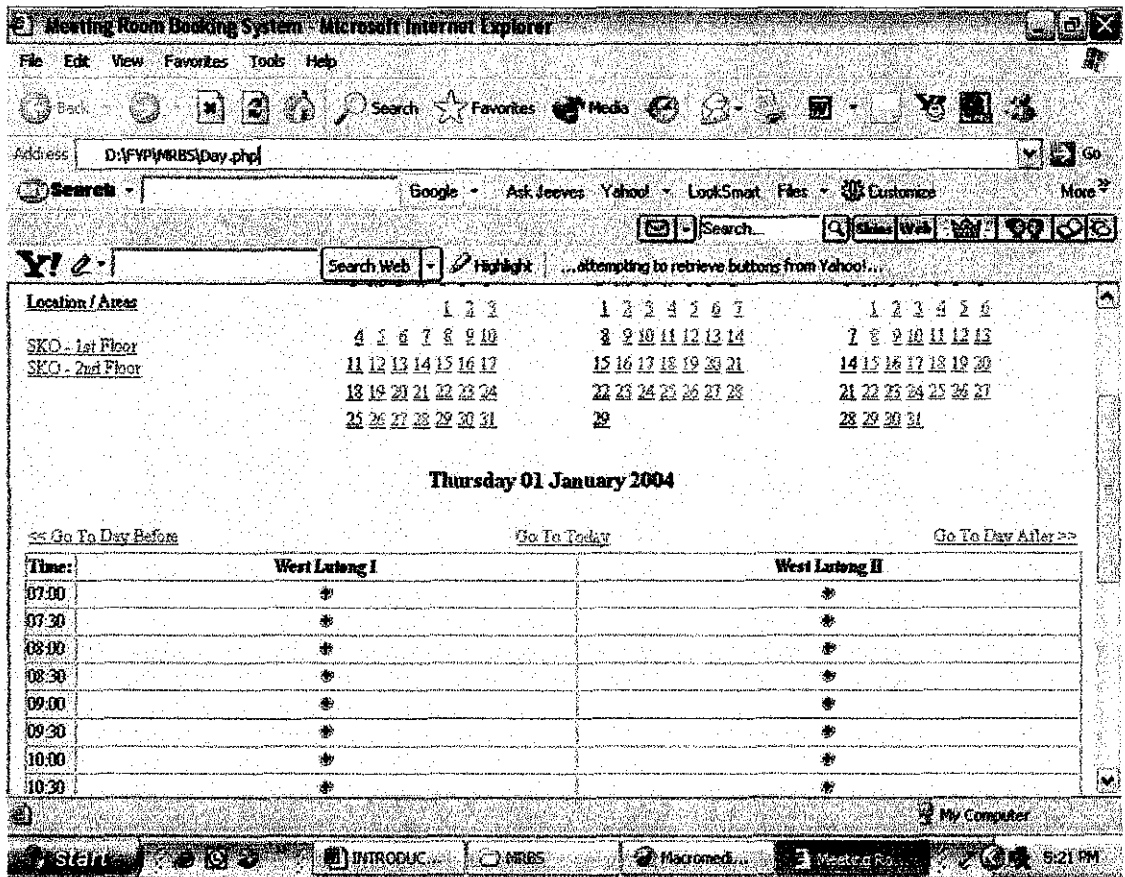 Meeting Room Booking System - Microsoft Internet Explorer
File Edit View Favorites Tools Help
Back Search Favorites Media
Address D:\FYP\MRBS\Day.php Go
Search Google Ask Jeeves Yahoo! LookSmart Files Customize More >>
Search... Skins Web
Y! Search Web Highlight ...attempting to retrieve buttons from Yahoo!...
Location / Areas
SKO - 1st Floor
SKO - 2nd Floor
1 2 3
4 5 6 7 8 9 10
11 12 13 14 15 16 17
18 19 20 21 22 23 24
25 26 27 28 29 30 31
1 2 3 4 5 6 7
8 9 10 11 12 13 14
15 16 17 18 19 20 21
22 23 24 25 26 27 28
29
1 2 3 4 5 6
7 8 9 10 11 12 13
14 15 16 17 18 19 20
21 22 23 24 25 26 27
28 29 30 31
Thursday 01 January 2004
<< Go To Day Before Go To Today Go To Day After >>
Time: West Lutong I West Lutong II
07:00
07:30
08:00
08:30
09:00
09:30
10:00
10:30
My Computer
start INTRODUC... MRBS Macromedi... Meeting Ro... 5:21 PM